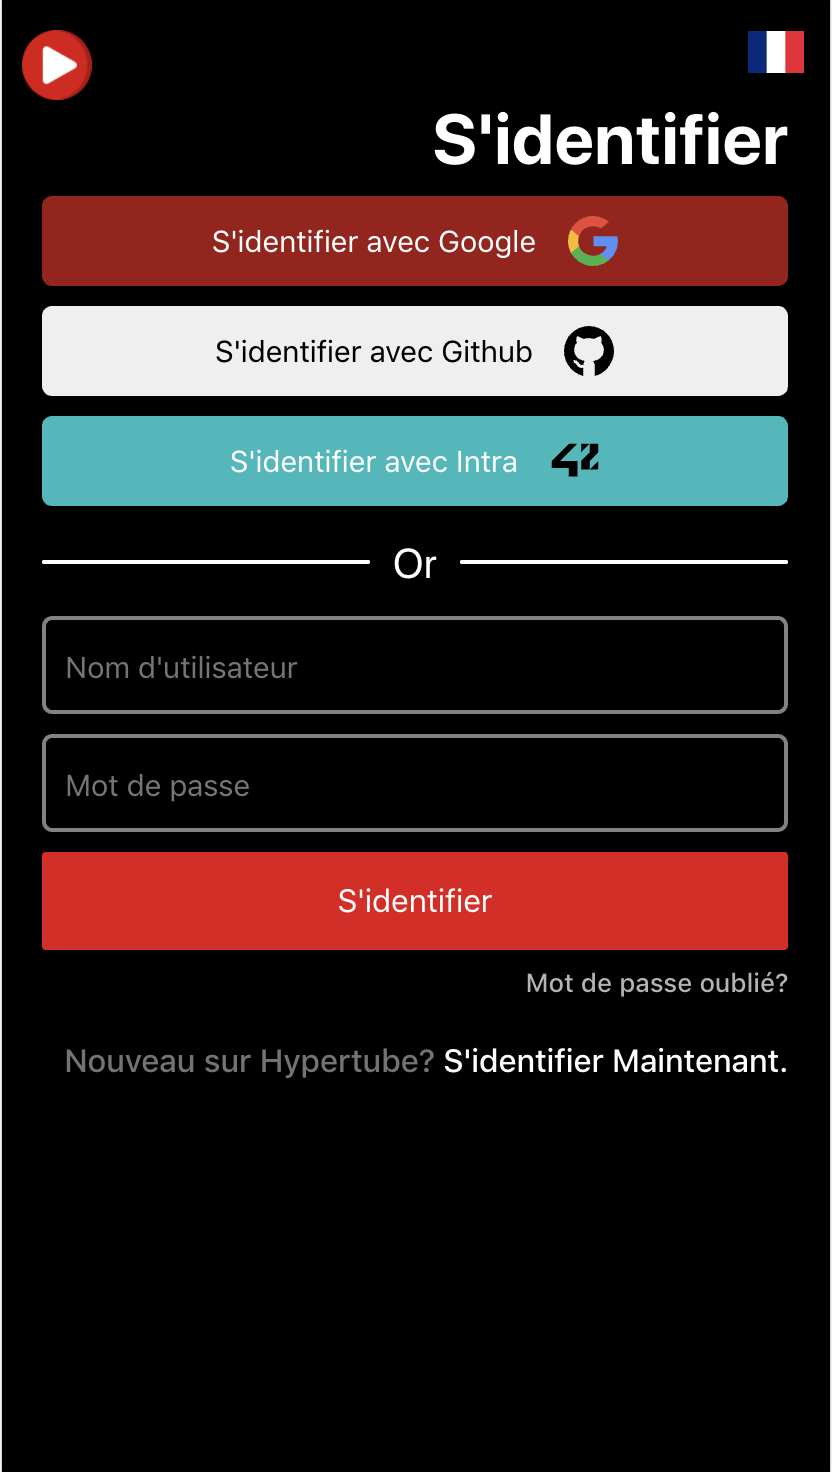 S'identifier
S'identifier avec Google
S'identifier avec Github
S'identifier avec Intra 42
Or
Nom d'utilisateur
Mot de passe
S'identifier
Mot de passe oublié?
Nouveau sur Hypertube? S'identifier Maintenant.